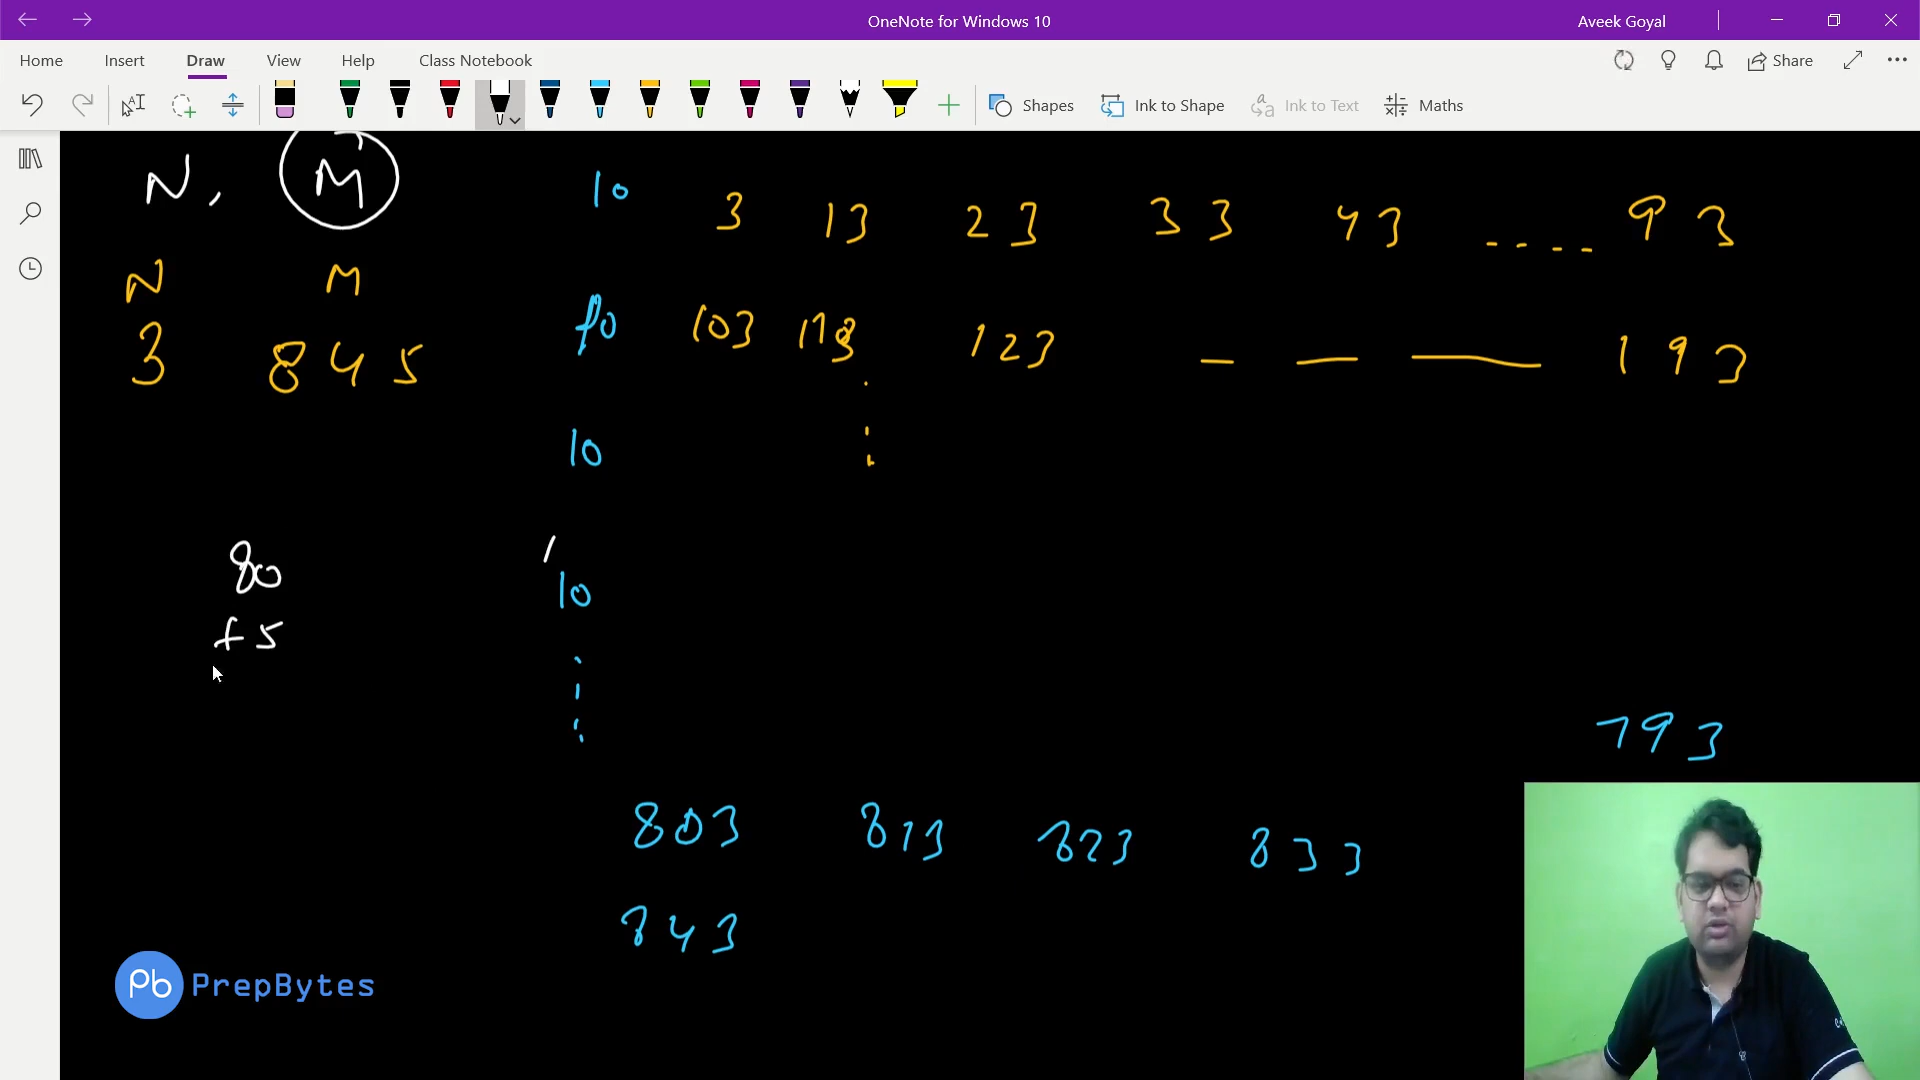 OneNote for Windows 10
Aveek Goyal
Home Insert Draw View Help Class Notebook
Share
Shapes Ink to Shape Ink to Text Maths
N, M 10 3 13 23 33 43 .... 93
N M
3 845 10 103 113 123 193
10
80 10
+5
793
803 813 823 833
843
Pb PrepBytes